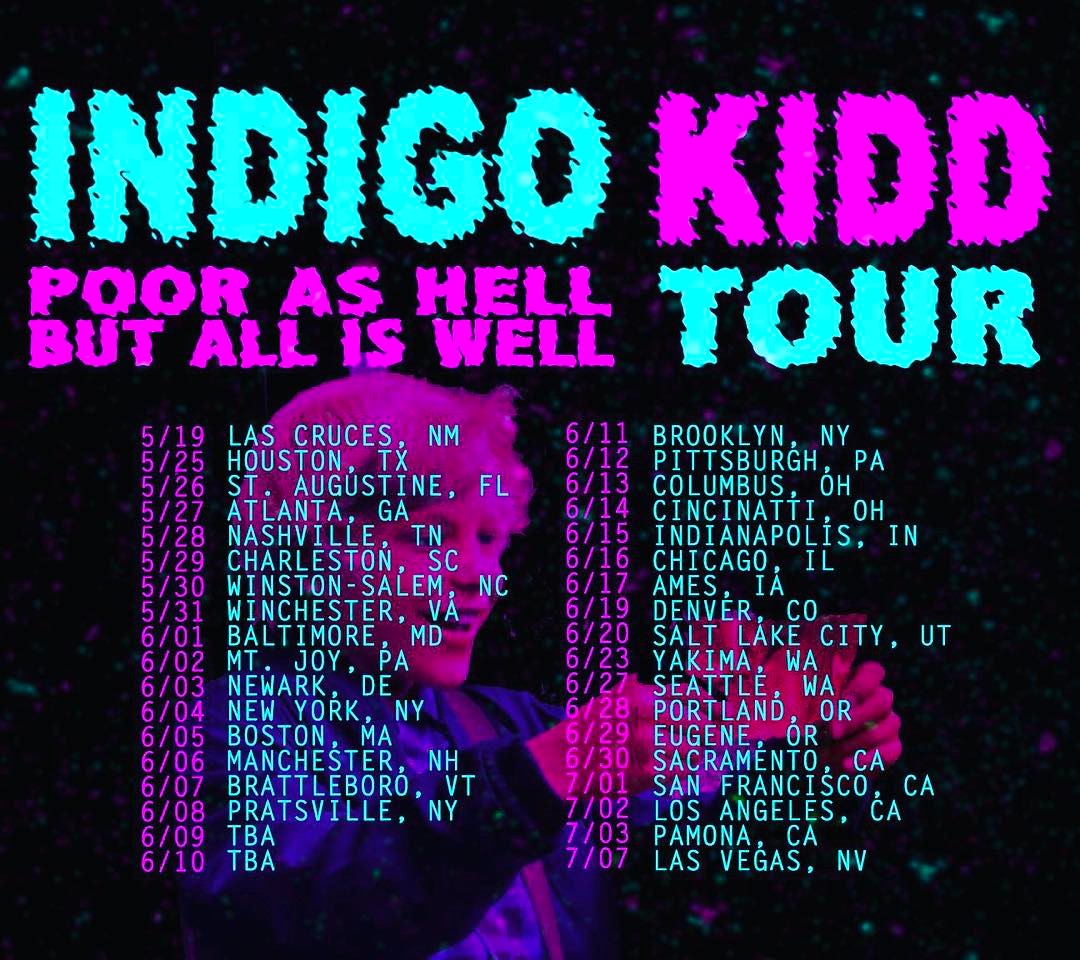 INDIGO KIDD
POOR AS HELL
BUT ALL IS WELL
TOUR
5/19 LAS CRUCES, NM
5/25 HOUSTON, TX
5/26 ST. AUGUSTINE, FL
5/27 ATLANTA, GA
5/28 NASHVILLE, TN
5/29 CHARLESTON, SC
5/30 WINSTON-SALEM, NC
5/31 WINCHESTER, VA
6/01 BALTIMORE, MD
6/02 MT. JOY, PA
6/03 NEWARK, DE
6/04 NEW YORK, NY
6/05 BOSTON, MA
6/06 MANCHESTER, NH
6/07 BRATTLEBORO, VT
6/08 PRATSVILLE, NY
6/09 TBA
6/10 TBA
6/11 BROOKLYN, NY
6/12 PITTSBURGH, PA
6/13 COLUMBUS, OH
6/14 CINCINATTI, OH
6/15 INDIANAPOLIS, IN
6/16 CHICAGO, IL
6/17 AMES, IA
6/19 DENVER, CO
6/20 SALT LAKE CITY, UT
6/23 YAKIMA, WA
6/27 SEATTLE, WA
6/28 PORTLAND, OR
6/29 EUGENE, OR
6/30 SACRAMENTO, CA
7/01 SAN FRANCISCO, CA
7/02 LOS ANGELES, CA
7/03 PAMONA, CA
7/07 LAS VEGAS, NV